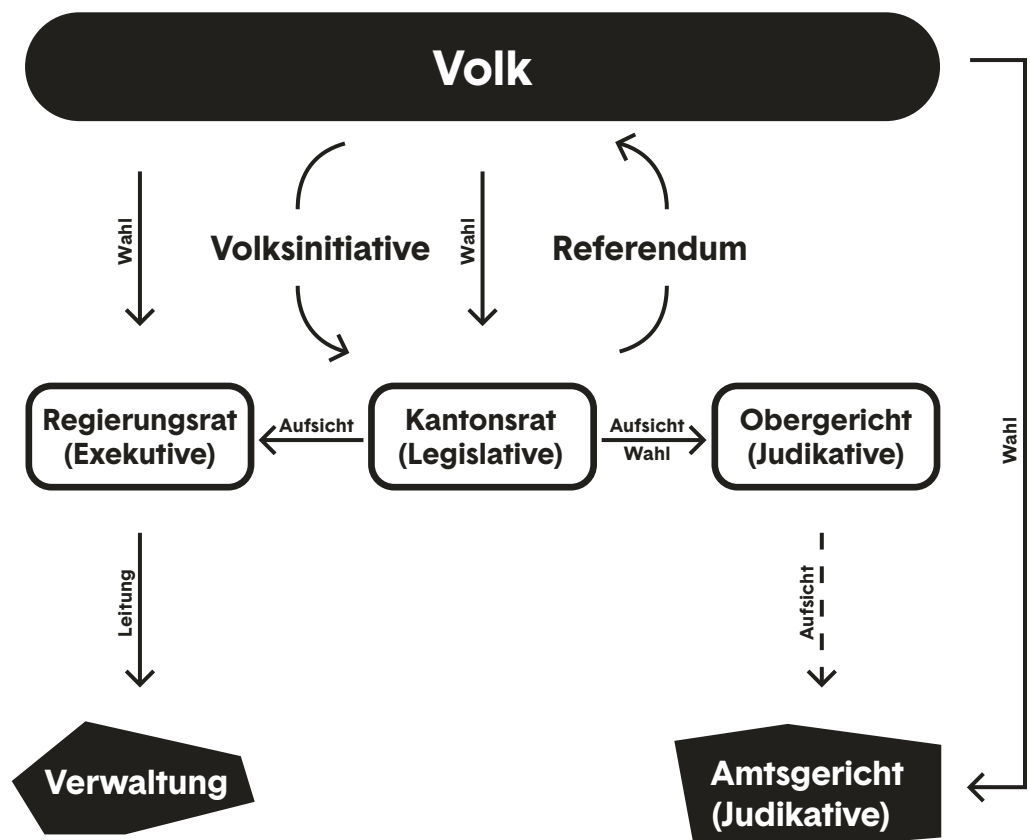 Volk
Wahl
Volksinitiative
Wahl
Referendum
Regierungsrat
(Exekutive)
Aufsicht
Kantonsrat
(Legislative)
Aufsicht
Wahl
Obergericht
(Judikative)
Wahl
Leitung
Aufsicht
Verwaltung
Amtsgericht
(Judikative)